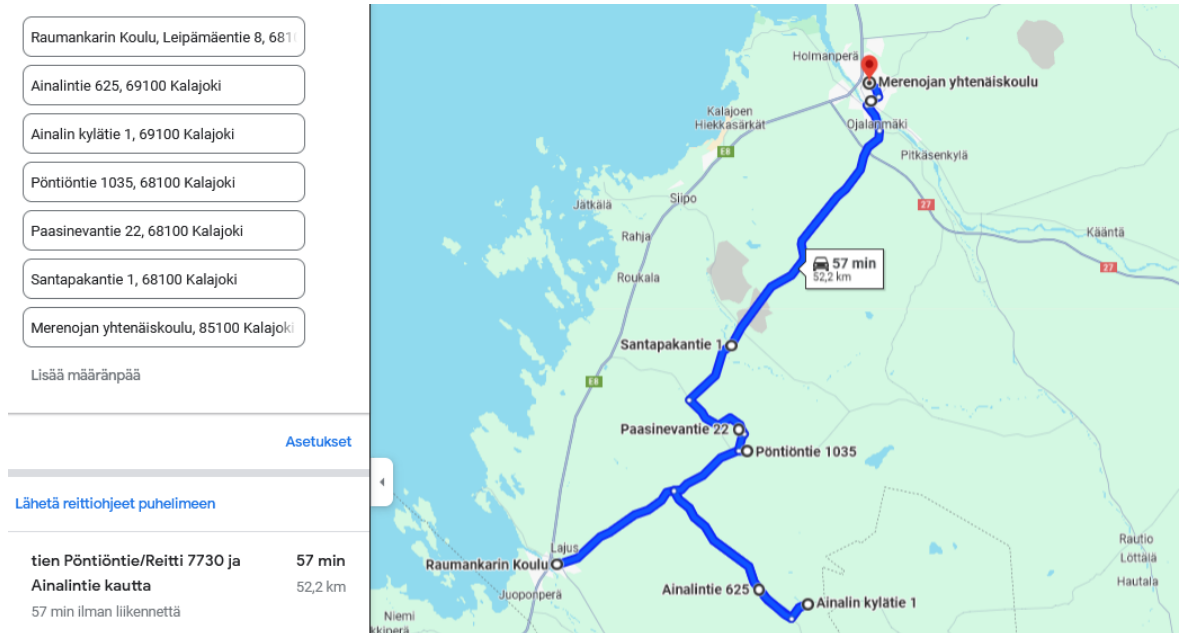 Raumankarin Koulu, Leipämäentie 8, 681
Ainalintie 625, 69100 Kalajoki
Ainalin kylätie 1, 69100 Kalajoki
Pöntiöntie 1035, 68100 Kalajoki
Paasinevantie 22, 68100 Kalajoki
Santapakantie 1, 68100 Kalajoki
Merenojan yhtenäiskoulu, 85100 Kalajoki
Lisää määränpää
Asetukset
Lähetä reittiohjeet puhelimeen
tien Pöntiöntie/Reitti 7730 ja
Ainalintie kautta
57 min
52,2 km
57 min ilman liikennettä
Holmanperä
Merenojan yhtenäiskoulu
Kalajoen
Hiekkasärkät
Ojalanmäki
E8
Pitkäsenkylä
Siipo
Jätkälä
27
Kääntä
Rahja
57 min
52,2 km
27
Roukala
Santapakantie 1
E8
Paasinevantie 22
Pöntiöntie 1035
Rautio
Lajus
Löttälä
Raumankarin Koulu
Hautala
Ainalintie 625
Juoponperä
Ainalin kylätie 1
Niemi
kkiperä